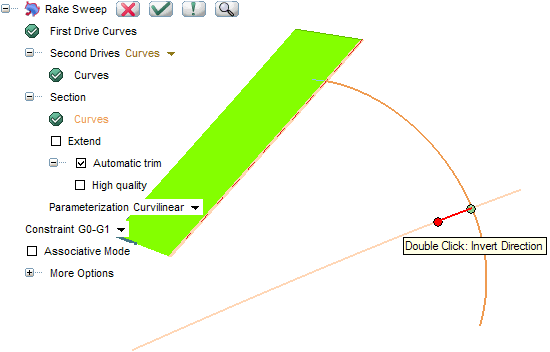 Rake Sweep
First Drive Curves
Second Drives Curves
Curves
Section
Curves
Extend
Automatic trim
High quality
Parameterization Curvilinear
Constraint G0-G1
Double Click: Invert Direction
Associative Mode
More Options